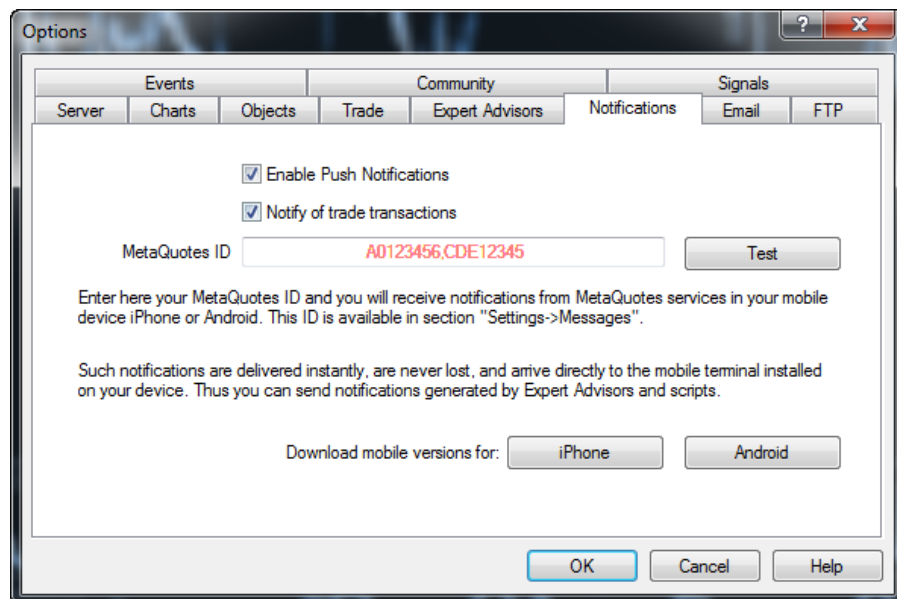 Options
?
X
Events Community Signals
Server Charts Objects Trade Expert Advisors Notifications Email FTP
Enable Push Notifications
Notify of trade transactions
MetaQuotes ID A0123456,CDE12345 Test
Enter here your MetaQuotes ID and you will receive notifications from MetaQuotes services in your mobile
device iPhone or Android. This ID is available in section "Settings->Messages".
Such notifications are delivered instantly, are never lost, and arrive directly to the mobile terminal installed
on your device. Thus you can send notifications generated by Expert Advisors and scripts.
Download mobile versions for: iPhone Android
OK Cancel Help